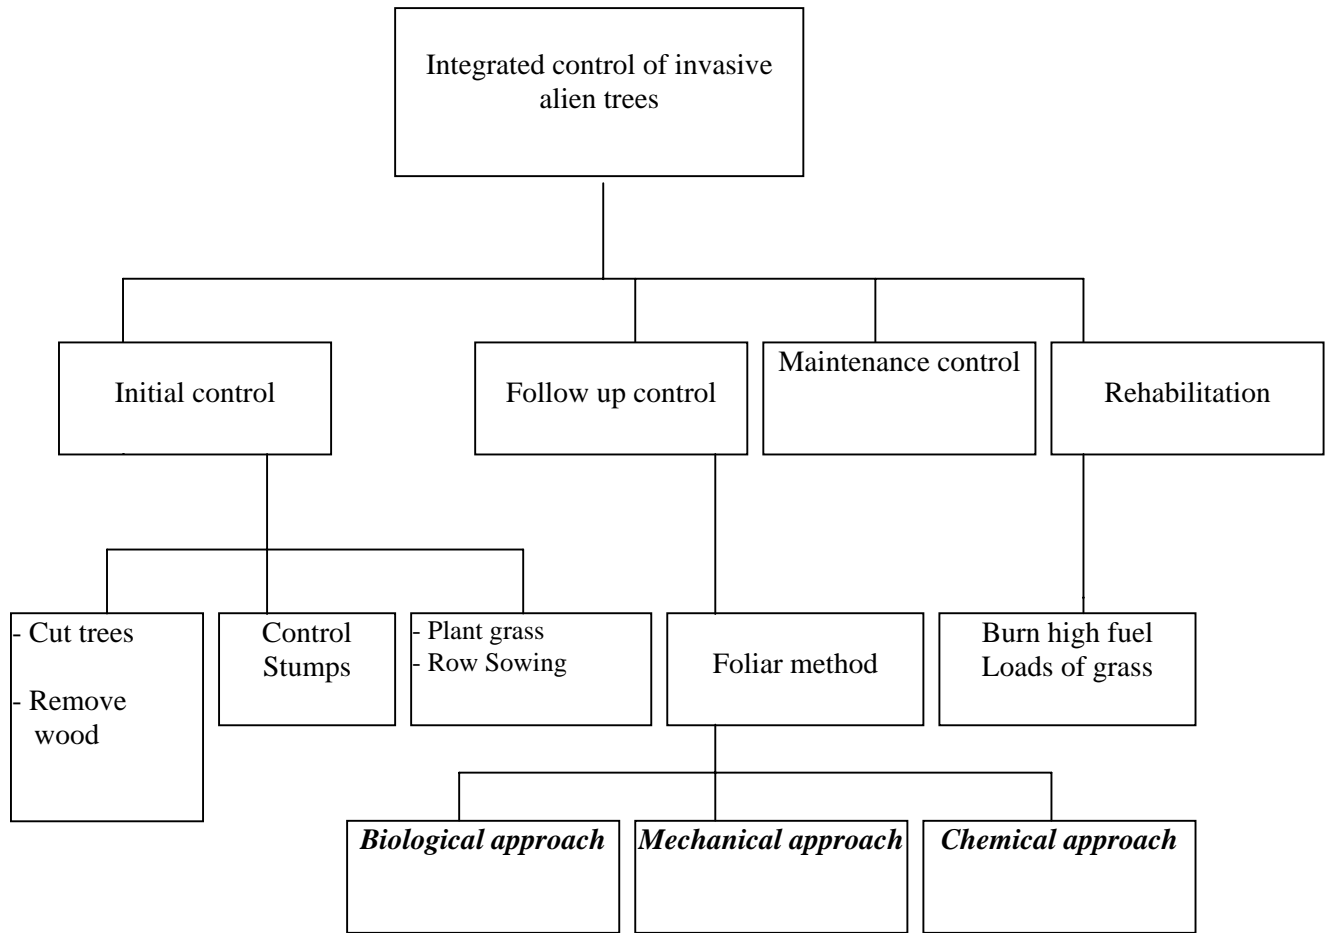 Integrated control of invasive
alien trees
Initial control
Follow up control
Maintenance control
Rehabilitation
- Cut trees
- Remove
wood
Control
Stumps
- Plant grass
- Row Sowing
Foliar method
Burn high fuel
Loads of grass
Biological approach
Mechanical approach
Chemical approach